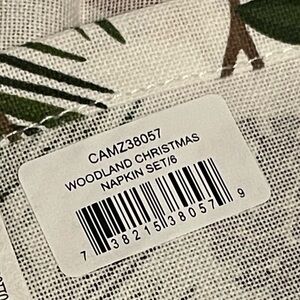 CAMZ38057
WOODLAND CHRISTMAS
NAPKIN SET/6
7 38215 38057 9